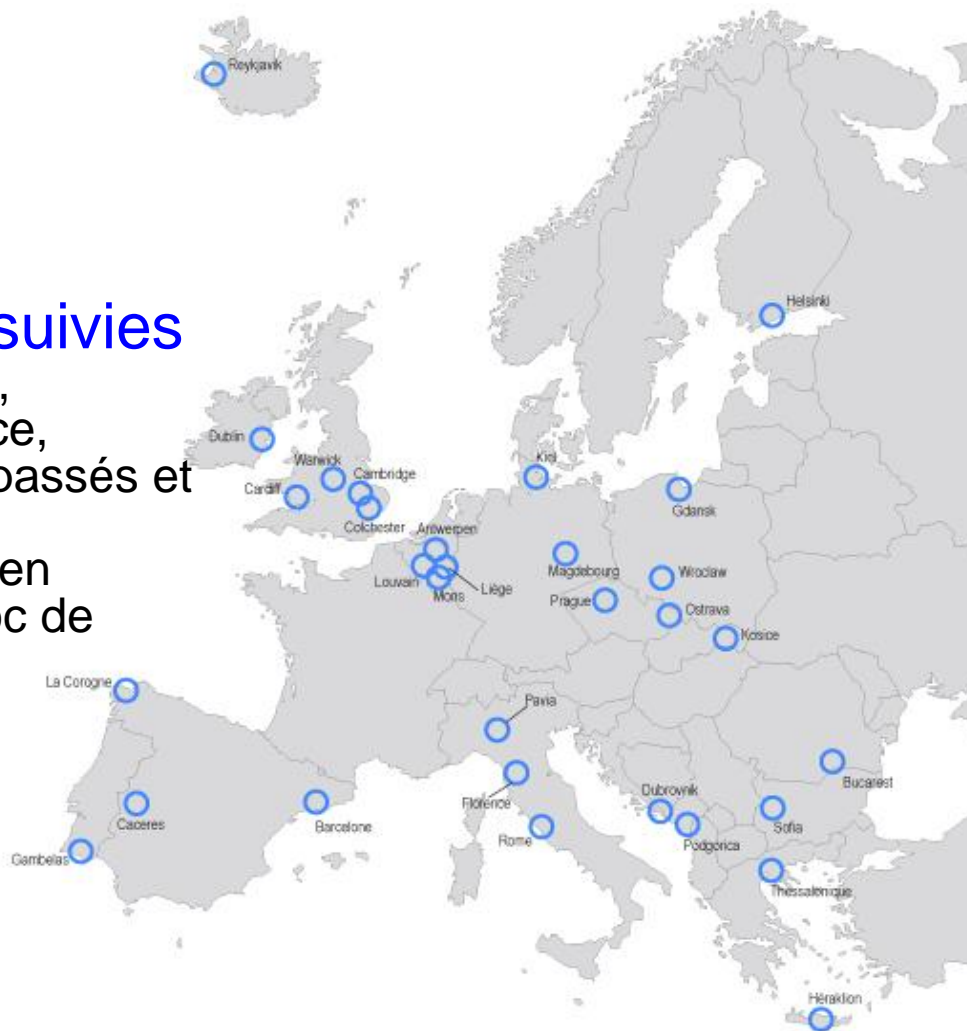 Reykjavik
suivies
,
ce,
passés et
en
oc de
Helsinki
Dublin
Warwick
Cambridge
Cardiff
Colchester
Kiel
Gdansk
Antwerpen
Louvain
Mons
Liège
Magdebourg
Wroclaw
Prague
Ostrava
Kosice
La Corogne
Pavia
Bucarest
Florence
Dubrovnik
Caceres
Barcelone
Rome
Podgorica
Sofia
Gambelas
Thessalonique
Héraklion